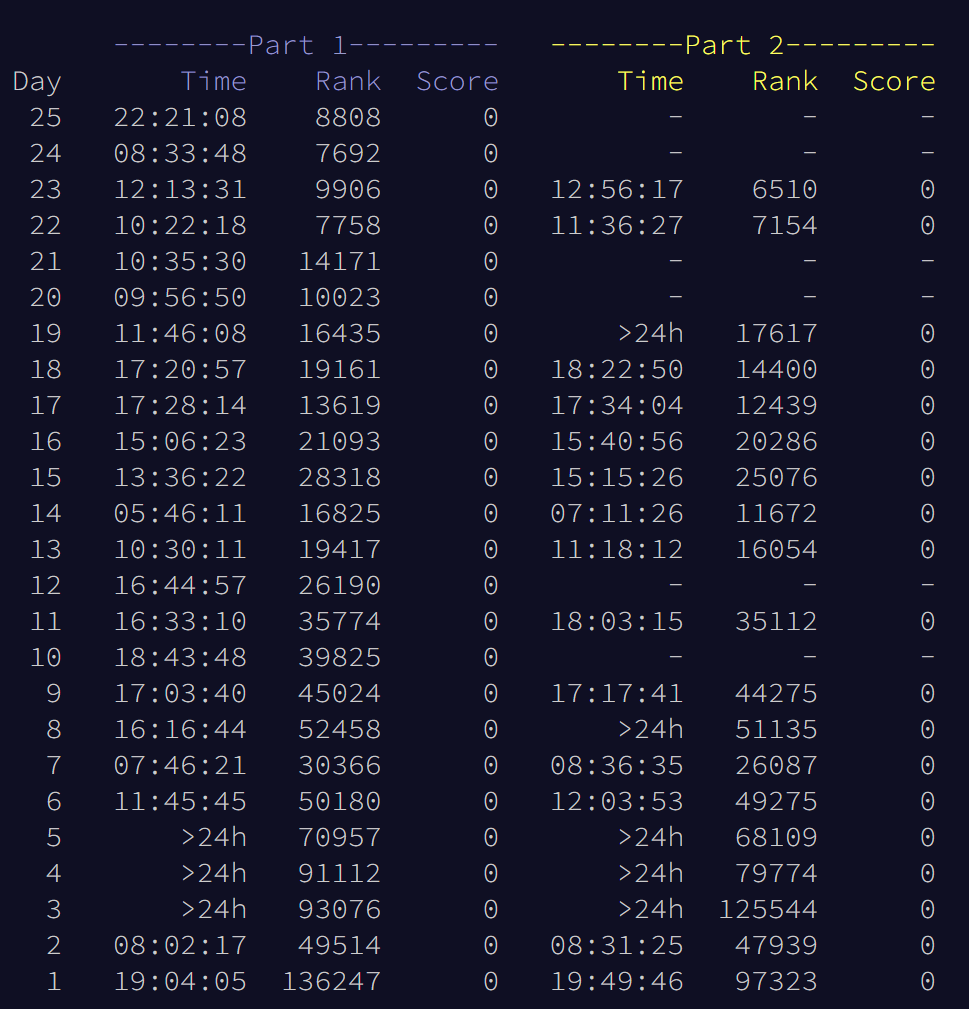 --------Part 1--------- --------Part 2---------
Day Time Rank Score Time Rank Score
25 22:21:08 8808 0 - - -
24 08:33:48 7692 0 - - -
23 12:13:31 9906 0 12:56:17 6510 0
22 10:22:18 7758 0 11:36:27 7154 0
21 10:35:30 14171 0 - - -
20 09:56:50 10023 0 - - -
19 11:46:08 16435 0 >24h 17617 0
18 17:20:57 19161 0 18:22:50 14400 0
17 17:28:14 13619 0 17:34:04 12439 0
16 15:06:23 21093 0 15:40:56 20286 0
15 13:36:22 28318 0 15:15:26 25076 0
14 05:46:11 16825 0 07:11:26 11672 0
13 10:30:11 19417 0 11:18:12 16054 0
12 16:44:57 26190 0 - - -
11 16:33:10 35774 0 18:03:15 35112 0
10 18:43:48 39825 0 - - -
9 17:03:40 45024 0 17:17:41 44275 0
8 16:16:44 52458 0 >24h 51135 0
7 07:46:21 30366 0 08:36:35 26087 0
6 11:45:45 50180 0 12:03:53 49275 0
5 >24h 70957 0 >24h 68109 0
4 >24h 91112 0 >24h 79774 0
3 >24h 93076 0 >24h 125544 0
2 08:02:17 49514 0 08:31:25 47939 0
1 19:04:05 136247 0 19:49:46 97323 0